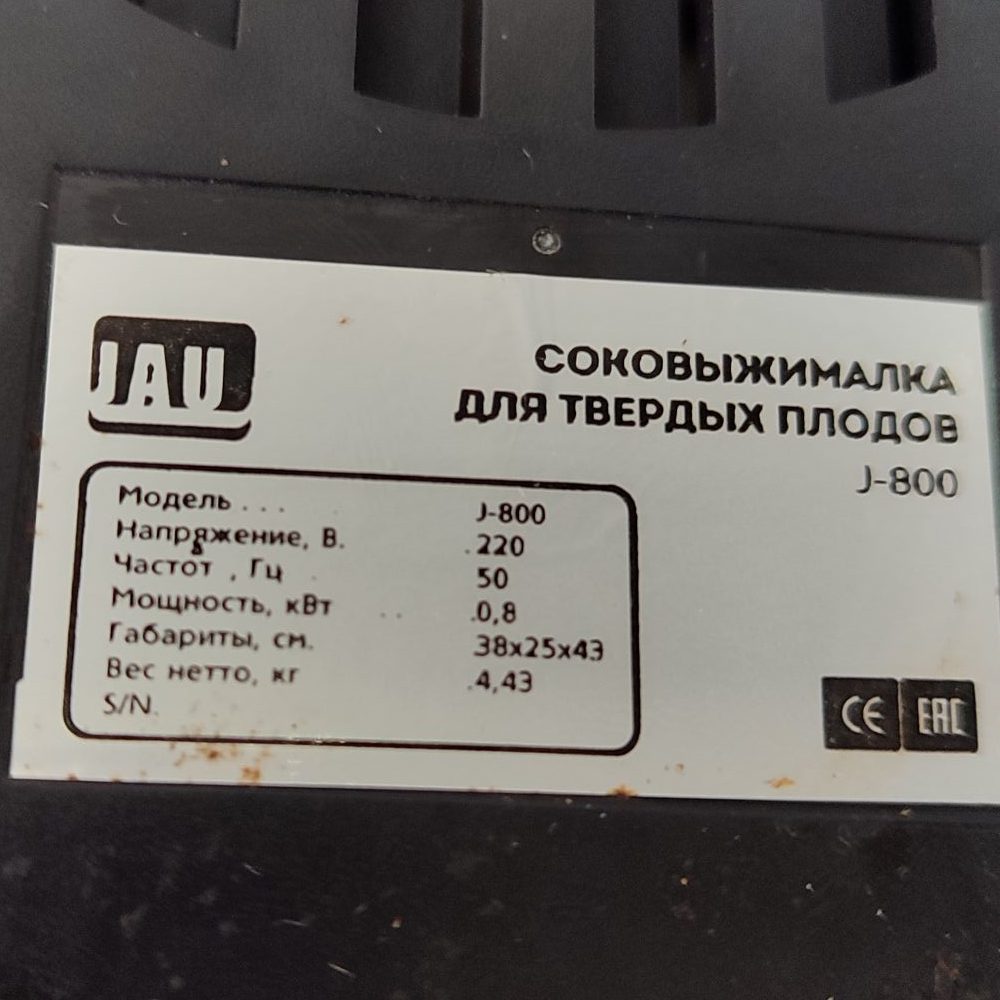 JAU
СОКОВЫЖИМАЛКА
ДЛЯ ТВЕРДЫХ ПЛОДОВ
J-800
Модель . . . J-800
Напряжение, В. .220
Частот , Гц . 50
Мощность, кВт .. .0,8
Габариты, см. 38х25х43
Вес нетто, кг .4,43
S/N.
CE EAC